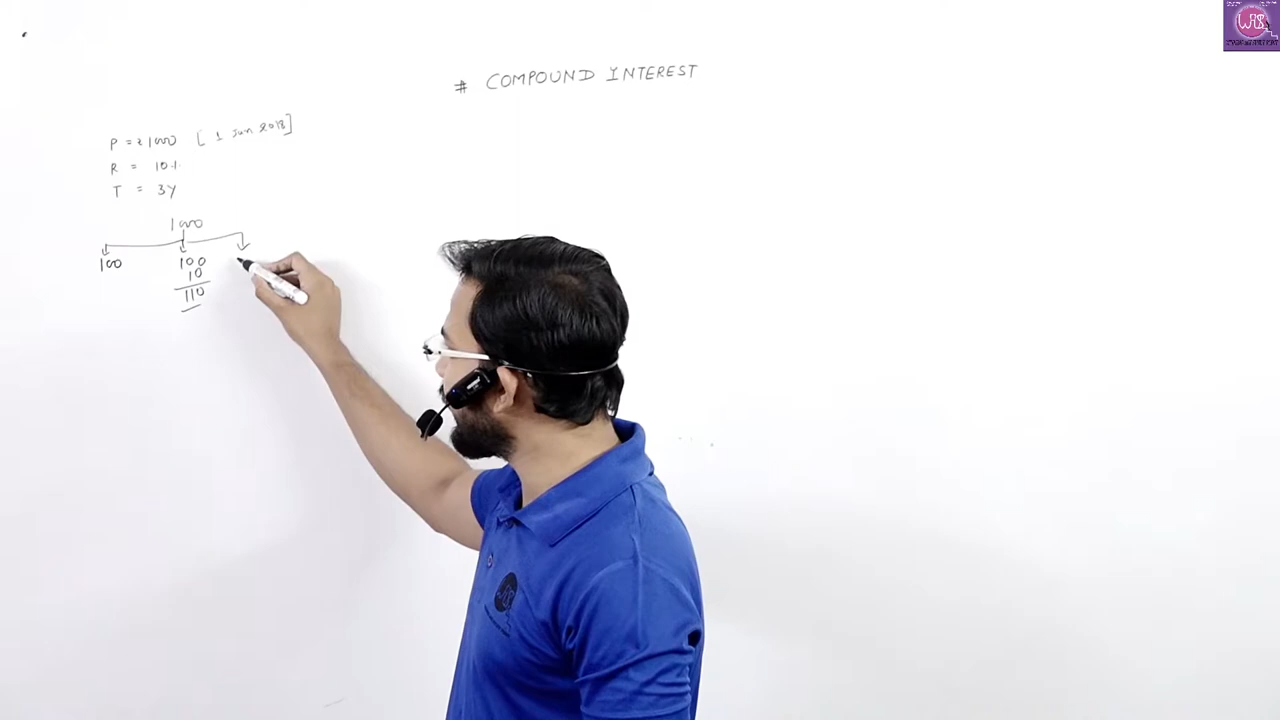 # COMPOUND INTEREST
P = ₹ 1000 [ 1 Jan 2018 ]
R = 10%
T = 3y
1000
100 100
10
110